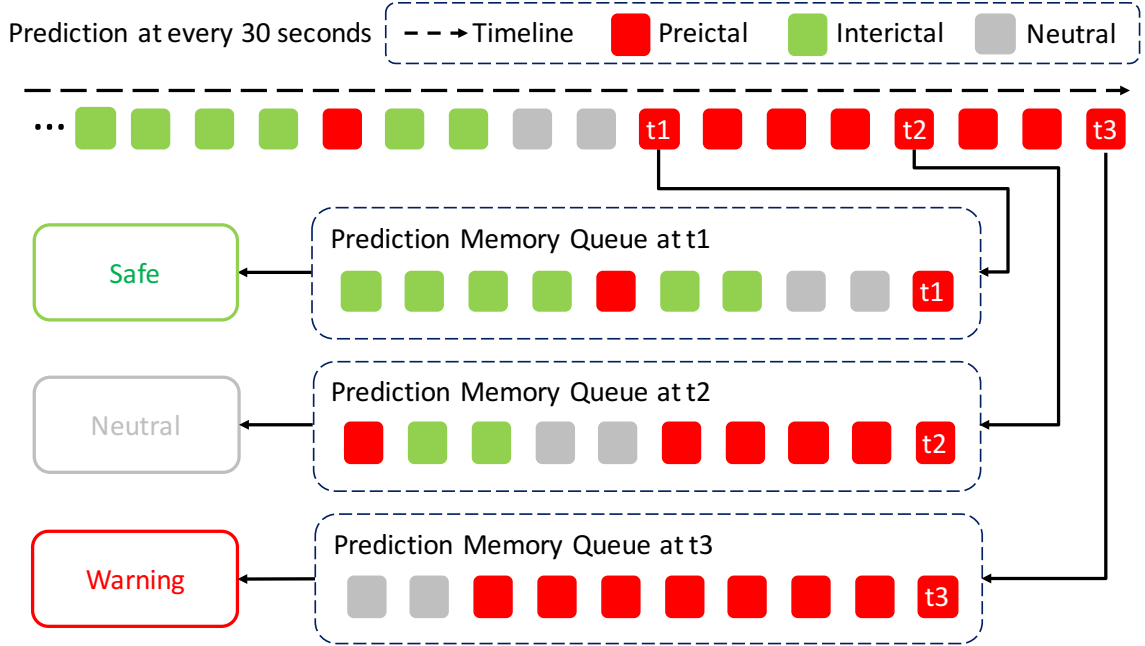 Prediction at every 30 seconds Timeline Preictal Interictal Neutral
... t1 t2 t3
Prediction Memory Queue at t1
Safe
t1
Prediction Memory Queue at t2
Neutral
t2
Prediction Memory Queue at t3
Warning
t3